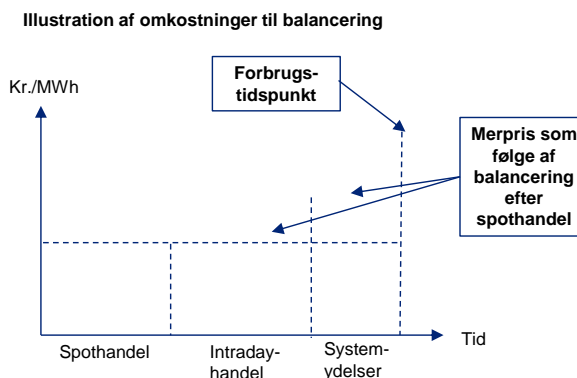 Illustration af omkostninger til balancering
Forbrugs-
tidspunkt
Kr./MWh
Merpris som
følge af
balancering
efter
spothandel
Tid
Spothandel
Intraday-
handel
System-
ydelser